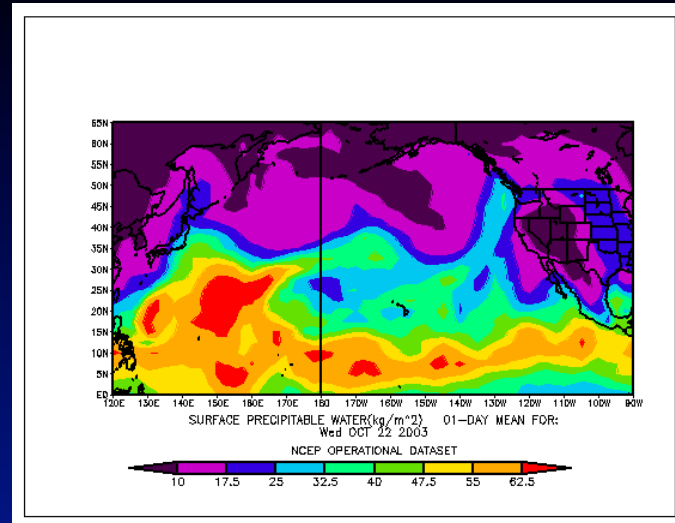 65N
60N
55N
50N
45N
40N
35N
30N
25N
20N
15N
10N
5N
EQ
120E 130E 140E 150E 160E 170E 180 170W 160W 150W 140W 130W 120W 110W 100W 90W
SURFACE PRECIPITABLE WATER(kg/m^2) 01-DAY MEAN FOR:
Wed OCT 22 2003
NCEP OPERATIONAL DATASET
10 17.5 25 32.5 40 47.5 55 62.5